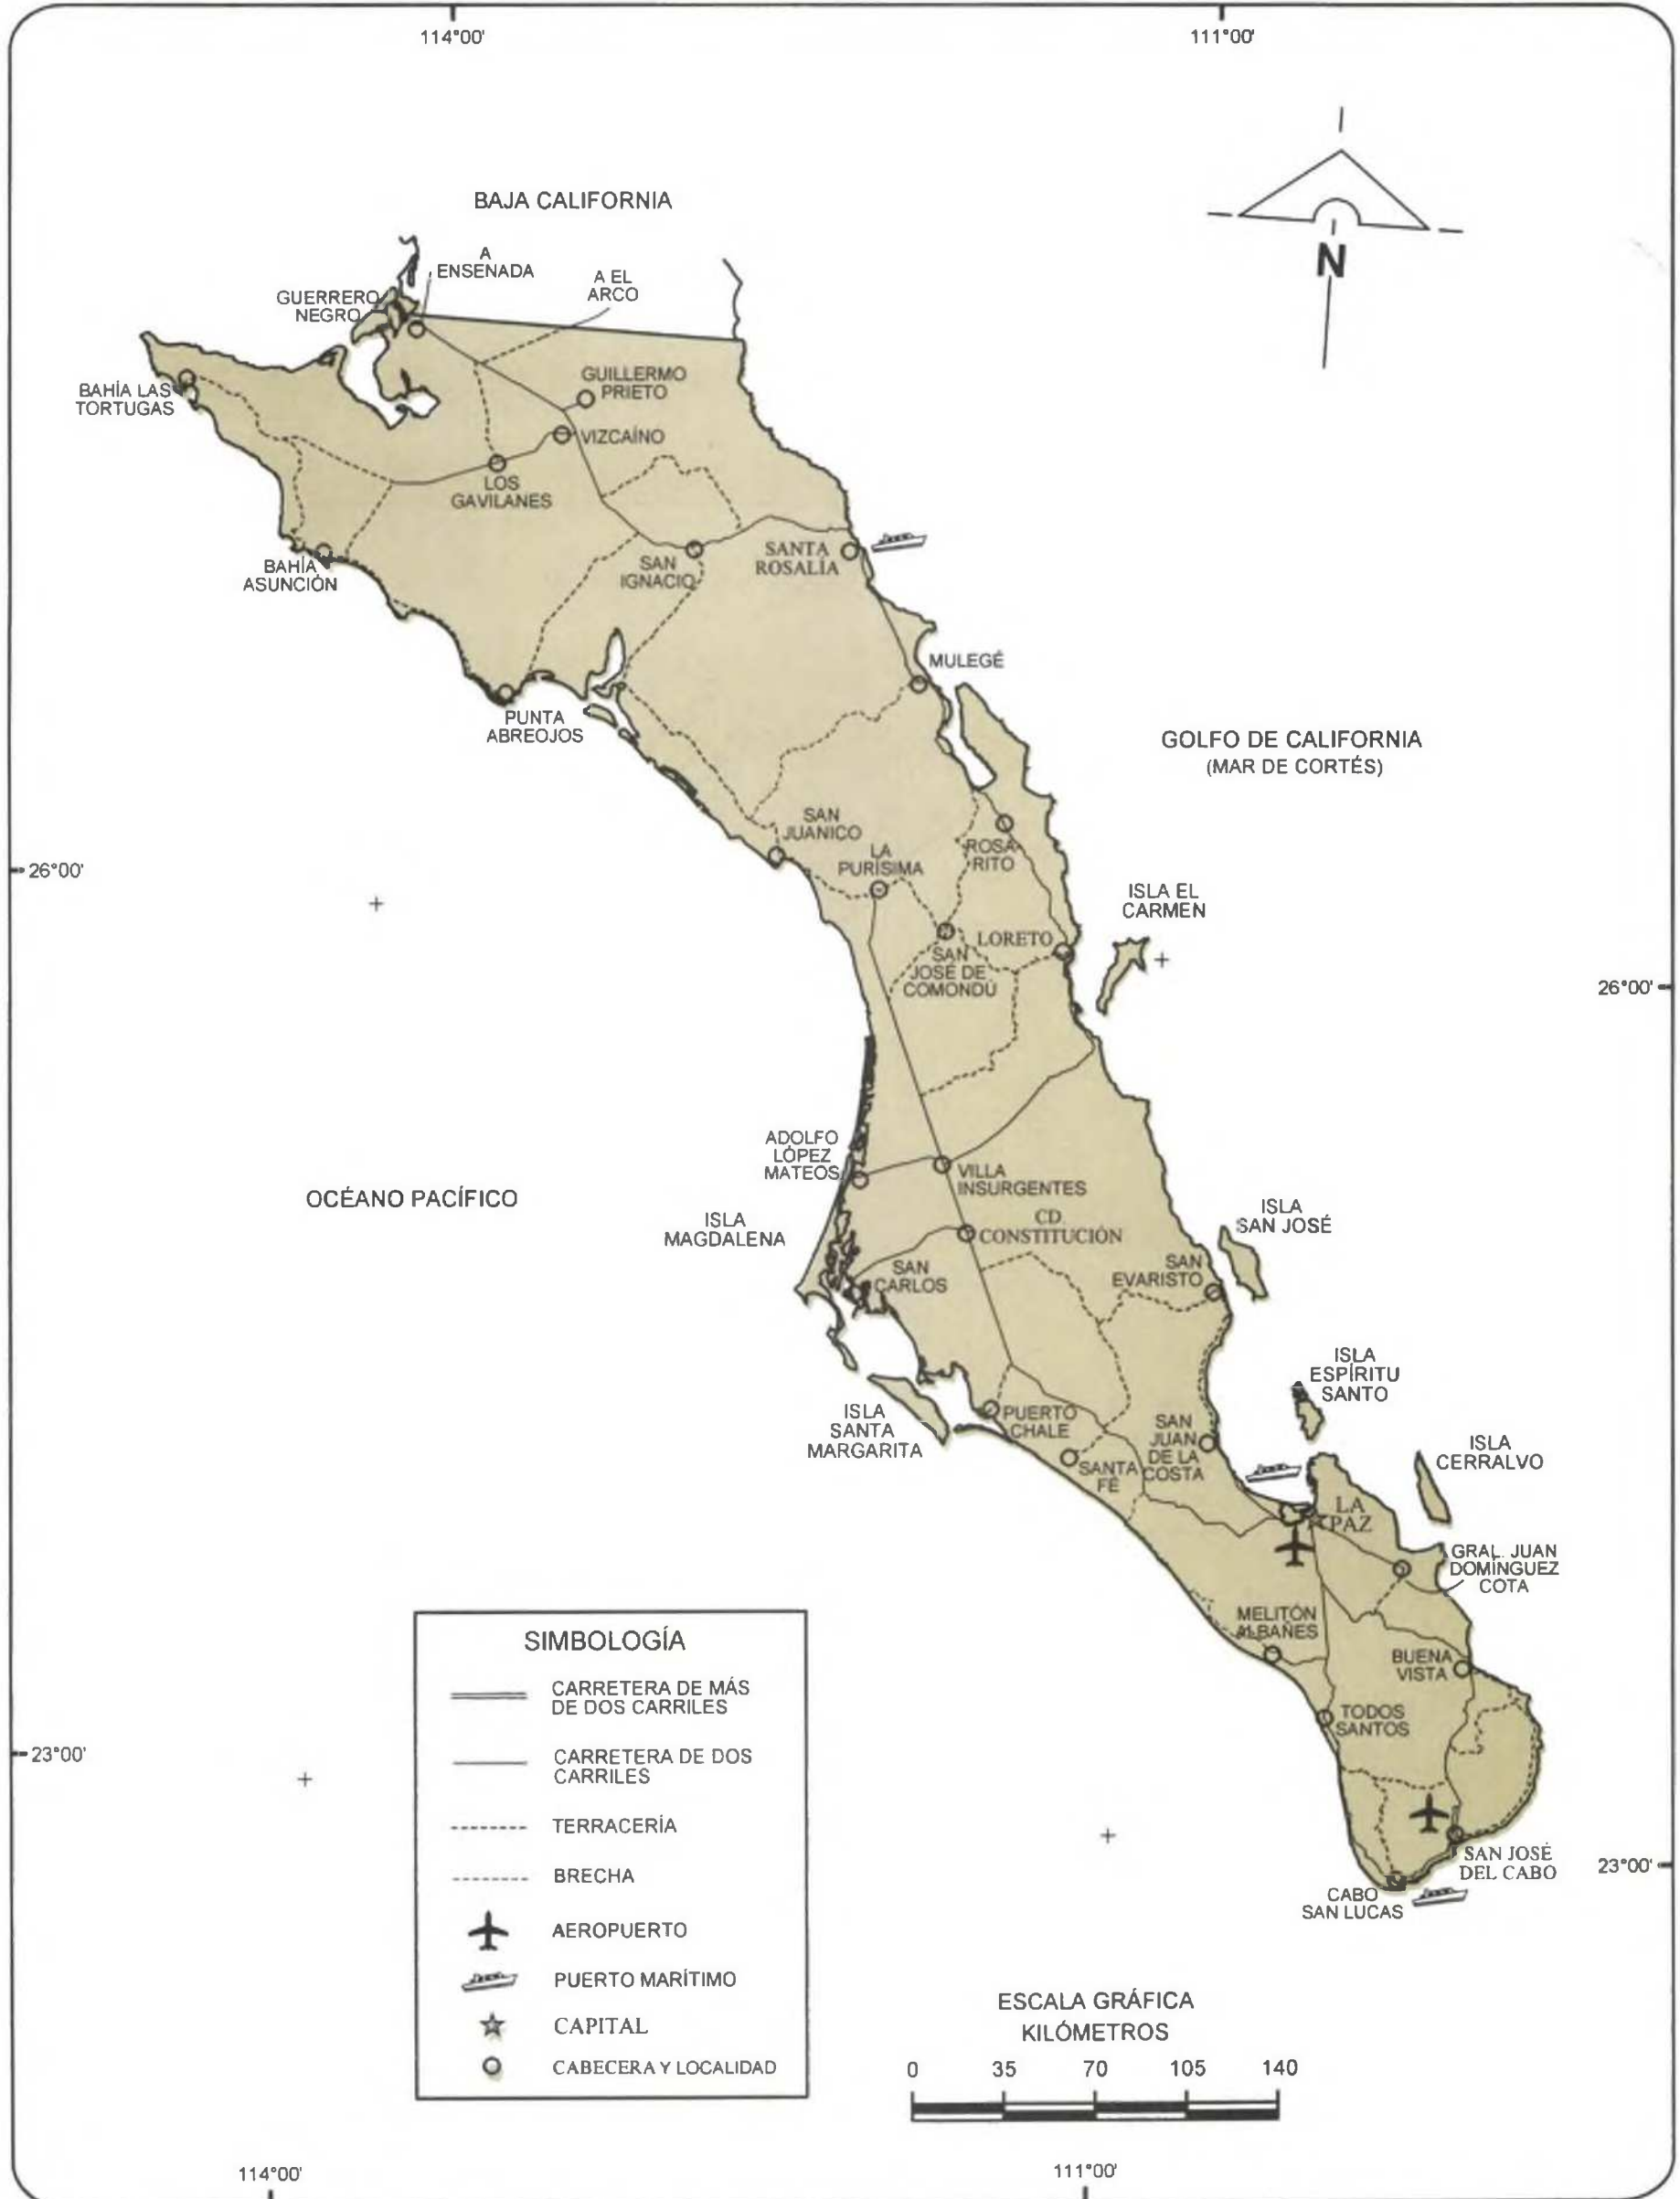 114°00'
111°00'
BAJA CALIFORNIA
N
A
ENSENADA
A EL
ARCO
GUERRERO
NEGRO
GUILLERMO
PRIETO
BAHÍA LAS
TORTUGAS
VIZCAÍNO
LOS
GAVILANES
SAN
IGNACIO
SANTA
ROSALÍA
BAHÍA
ASUNCIÓN
MULEGÉ
PUNTA
ABREOJOS
GOLFO DE CALIFORNIA
(MAR DE CORTÉS)
SAN
JUANICO
LA
PURÍSIMA
ROSA
RITO
26°00'
ISLA EL
CARMEN
LORETO
SAN
JOSÉ DE
COMONDÚ
26°00'
ADOLFO
LÓPEZ
MATEOS
VILLA
INSURGENTES
OCÉANO PACÍFICO
ISLA
MAGDALENA
CD.
CONSTITUCIÓN
ISLA
SAN JOSÉ
SAN
CARLOS
SAN
EVARISTO
ISLA
ESPÍRITU
SANTO
ISLA
SANTA
MARGARITA
PUERTO
CHALE
SAN
JUAN
DE LA
COSTA
SANTA
FÉ
ISLA
CERRALVO
LA
PAZ
GRAL. JUAN
DOMÍNGUEZ
COTA
MELITÓN
ALBAÑES
BUENA
VISTA
TODOS
SANTOS
23°00'
SAN JOSÉ
DEL CABO
23°00'
CABO
SAN LUCAS
SIMBOLOGÍA
CARRETERA DE MÁS
DE DOS CARRILES
CARRETERA DE DOS
CARRILES
TERRACERÍA
BRECHA
AEROPUERTO
PUERTO MARÍTIMO
CAPITAL
CABECERA Y LOCALIDAD
ESCALA GRÁFICA
KILÓMETROS
0 35 70 105 140
114°00'
111°00'